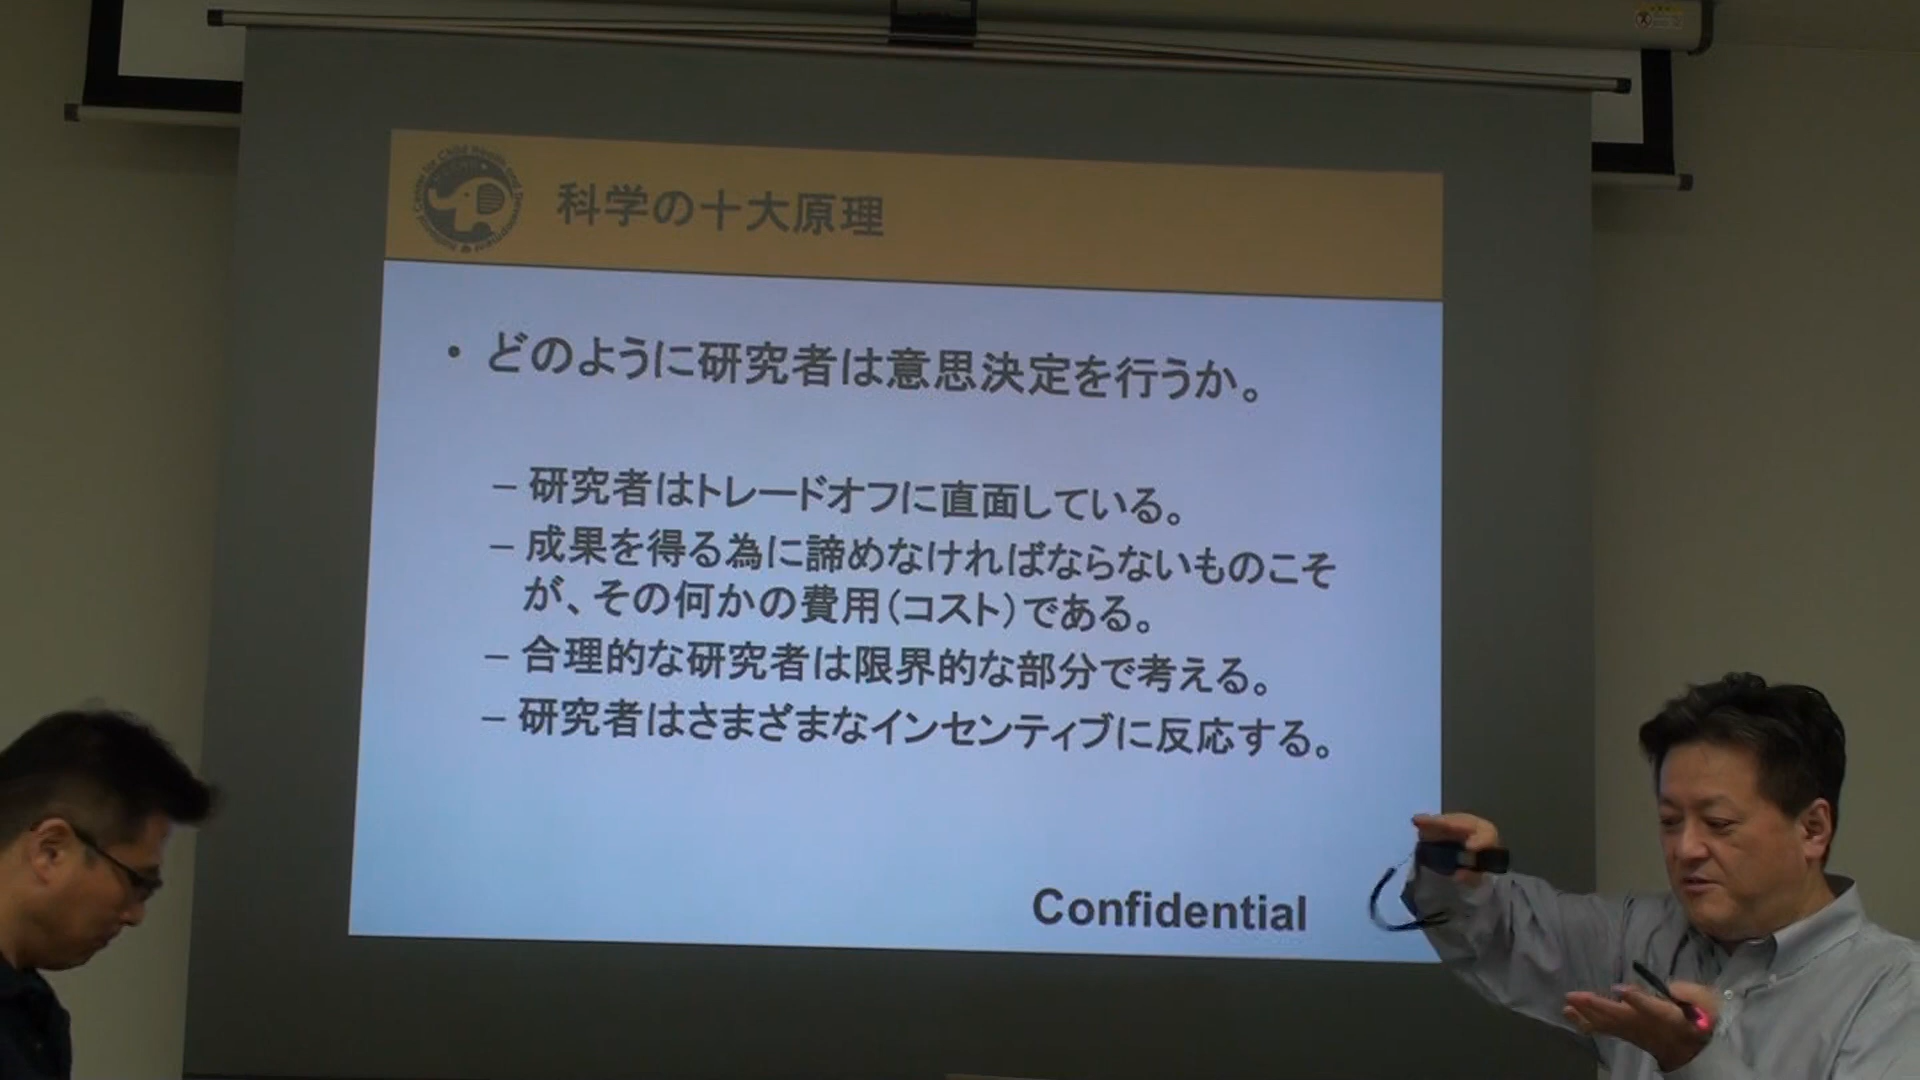 科学の十大原理
• どのように研究者は意思決定を行うか。
– 研究者はトレードオフに直面している。
– 成果を得る為に諦めなければならないものこそ
が、その何かの費用(コスト)である。
– 合理的な研究者は限界的な部分で考える。
– 研究者はさまざまなインセンティブに反応する。
Confidential